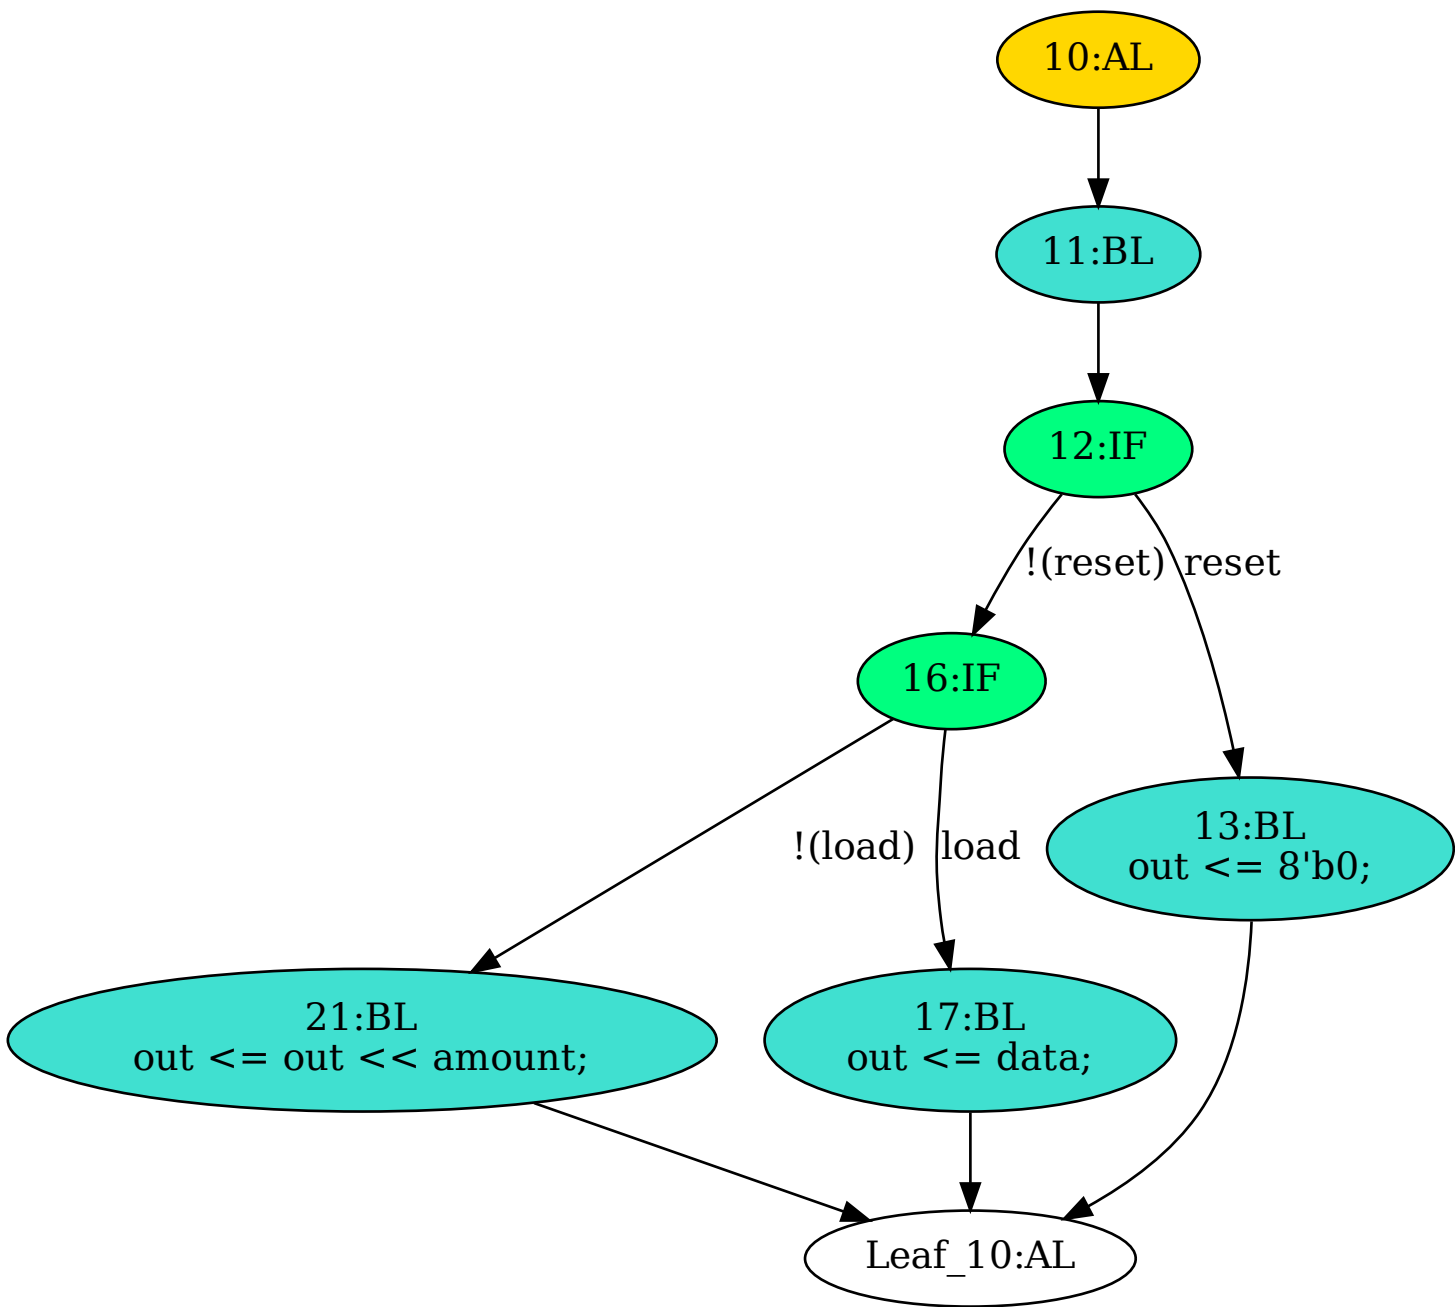 10:AL
11:BL
12:IF
!(reset)
reset
16:IF
!(load)
load
13:BL
out <= 8'b0;
21:BL
out <= out << amount;
17:BL
out <= data;
Leaf_10:AL